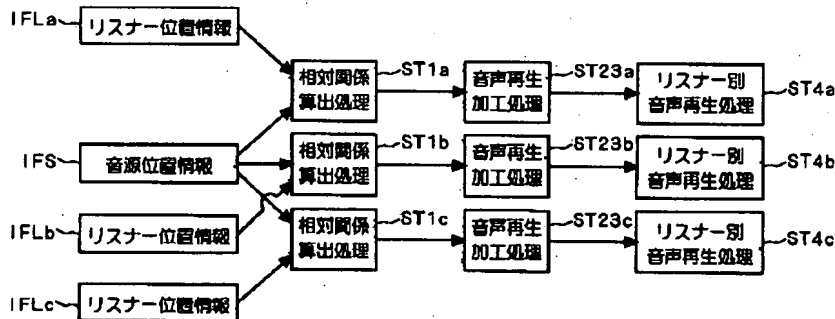 IFLa
リスナー位置情報
相対関係
算出処理
ST1a
音声再生
加工処理
ST23a
リスナー別
音声再生処理
ST4a
IFS
音源位置情報
相対関係
算出処理
ST1b
音声再生
加工処理
ST23b
リスナー別
音声再生処理
ST4b
IFLb
リスナー位置情報
相対関係
算出処理
ST1c
音声再生
加工処理
ST23c
リスナー別
音声再生処理
ST4c
IFLc
リスナー位置情報